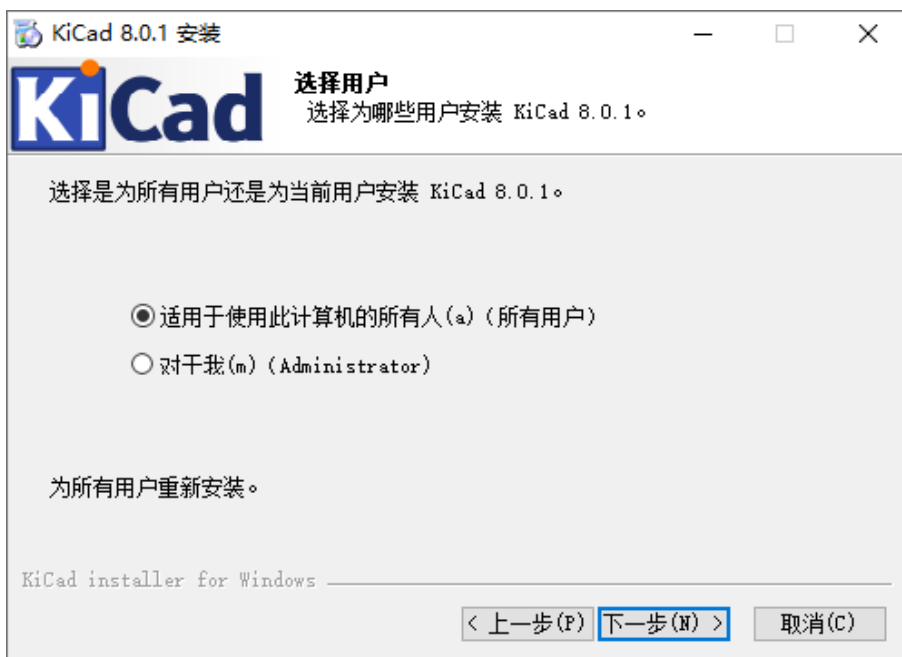 KiCad 8.0.1 安装
KiCad
选择用户
选择为哪些用户安装 KiCad 8.0.1。
选择是为所有用户还是为当前用户安装 KiCad 8.0.1。
适用于使用此计算机的所有人(a)（所有用户）
对于我(m)（Administrator）
为所有用户重新安装。
KiCad installer for Windows
< 上一步(P)
下一步(N) >
取消(C)